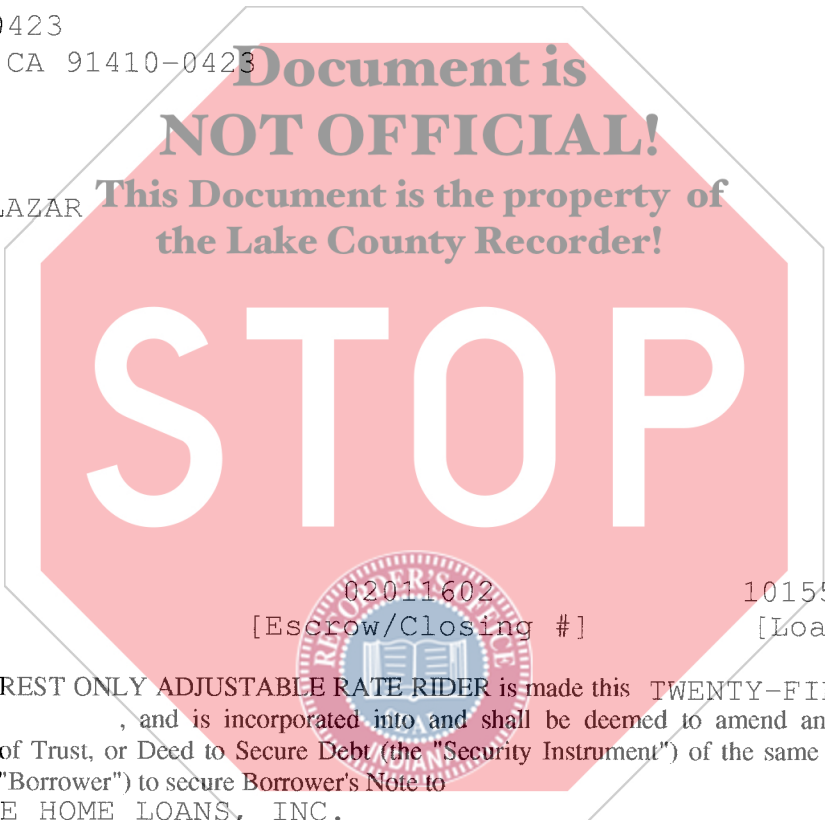 9423
CA 91410-0423
Document is
NOT OFFICIAL!
LAZAR This Document is the property of
the Lake County Recorder!
STOP
RECORDER'S OFFICE
02011602 10155
[Escrow/Closing #] [Loa
REST ONLY ADJUSTABLE RATE RIDER is made this TWENTY-FI
, and is incorporated into and shall be deemed to amend an
of Trust, or Deed to Secure Debt (the "Security Instrument") of the same
"Borrower") to secure Borrower's Note to
E HOME LOANS, INC.